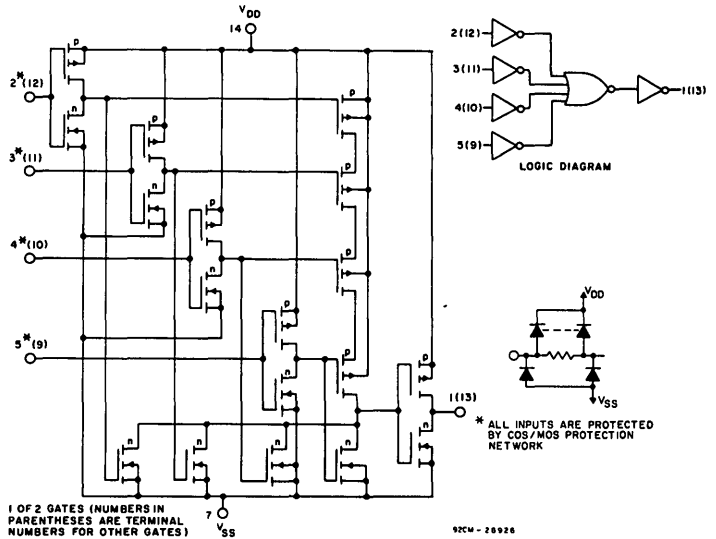 VDD
14
p
2*(12)
n
3*(11)
p
n
4*(10)
p
n
5*(9)
p
n
p
p
p
p
n
n
n
n
p
n
1(13)
7
VSS
1 OF 2 GATES (NUMBERS IN
PARENTHESES ARE TERMINAL
NUMBERS FOR OTHER GATES)
2(12)
3(11)
4(10)
5(9)
1(13)
LOGIC DIAGRAM
VDD
VSS
* ALL INPUTS ARE PROTECTED
BY COS/MOS PROTECTION
NETWORK
92CM-28926